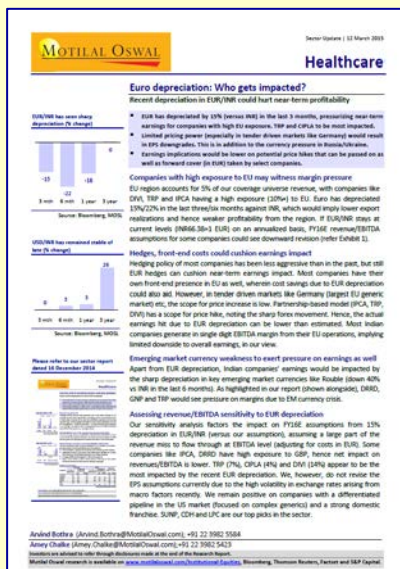 Sector Update | 12 March 2015
MOTILAL OSWAL
Healthcare
Euro depreciation: Who gets impacted?
Recent depreciation in EUR/INR could hurt near-term profitability
EUR has depreciated by 15% (versus INR) in the last 3 months, pressurizing near-term
earnings for companies with high EU exposure. TRP and CIPLA to be most impacted.
Limited pricing power (especially in tender driven markets like Germany) would result
in EPS downgrades. This is in addition to the currency pressure in Russia/Ukraine.
Earnings implications would be lower on potential price hikes that can be passed on as
well as forward cover (in EUR) taken by select companies.
EUR/INR has seen sharp
depreciation (% change)
0
-15
-22
-18
3 mth 6 mth 1 year 3 year
Source: Bloomberg, MOSL
Companies with high exposure to EU may witness margin pressure
EU region accounts for 5% of our coverage universe revenue, with companies like
DIVI, TRP and IPCA having a high exposure (10%+) to EU. Euro has depreciated
15%/22% in the last three/six months against INR, which would imply lower export
realizations and hence weaker profitability from the region. If EUR/INR stays at
current levels (INR66.38=1 EUR) on an annualized basis, FY16E revenue/EBITDA
assumptions for some companies could see downward revision (refer Exhibit 1).
USD/INR has remained stable of
late (% change)
3 mth 6 mth 1 year 3 year
Source: Bloomberg, MOSL
Hedges, front-end costs could cushion earnings impact
Hedging policy of most companies has been less aggressive than in the past, but still
EUR hedges can cushion near-term earnings impact. Most companies have their
own front-end presence in EU as well, wherein cost savings due to EUR depreciation
could also aid. However, in tender driven markets like Germany (largest EU generic
market) etc, the scope for price increase is low. Partnership-based model (IPCA, TRP,
DIVI) has a scope for price hike, noting the sharp forex movement. Hence, the actual
earnings hit due to EUR depreciation can be lower than estimated. Most Indian
companies generate in single digit EBITDA margin from their EU operations, implying
limited downside to overall earnings, in our view.
Please refer to our sector report
dated 16 December 2014
Emerging market currency weakness to exert pressure on earnings as well
Apart from EUR depreciation, Indian companies' earnings would be impacted by
the sharp depreciation in key emerging market currencies like Rouble (down 40%
vs INR in the last 6 months). As highlighted in our report (shown alongside), DRRD,
GNP and TRP would see pressure on margins due to EM currency crisis.
Assessing revenue/EBITDA sensitivity to EUR depreciation
Our sensitivity analysis factors the impact on FY16E assumptions from 15%
depreciation in EUR/INR (versus our assumption), assuming a large part of the
revenue miss to flow through at EBITDA level (adjusting for costs in EUR). Some
companies like IPCA, DRRD have high exposure to GBP, hence net impact on
revenues/EBITDA is lower. TRP (7%), CIPLA (4%) and DIVI (14%) appear to be the
most impacted by the recent EUR depreciation. We, however, do not revise the
EPS assumptions currently due to the high volatility in exchange rates arising from
macro factors recently. We remain positive on companies with a differentiated
pipeline in the US market (focused on complex generics) and a strong domestic
franchise. SUNP, CDH and LPC are our top picks in the sector.
Arvind Bothra (Arvind.Bothra@MotilalOswal.com); +91 22 3982 5584
Amey Chalke (Amey.Chalke@MotilalOswal.com); +91 22 3982 5423
Investors are advised to refer through disclosures made at the end of the Research Report.
Motilal Oswal research is available on www.motilaloswal.com/Institutional-Equities, Bloomberg, Thomson Reuters, Factset and S&P Capital.